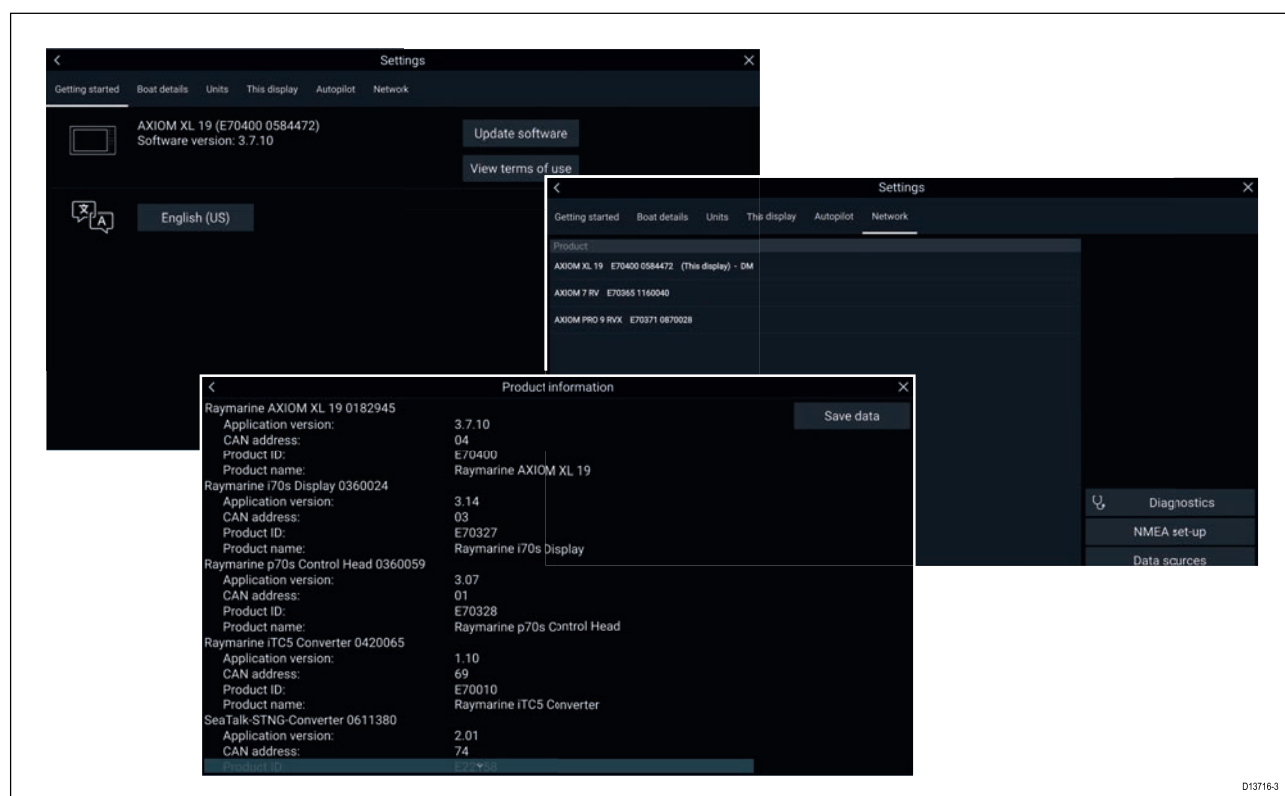 Settings
Getting started Boat details Units This display Autopilot Network
AXIOM XL 19 (E70400 0584472)
Software version: 3.7.10
Update software
View terms of use
English (US)
Settings
Getting started Boat details Units This display Autopilot Network
Product
AXIOM XL 19 E70400 0584472 (This display) - DM
AXIOM 7 RV E70365 1160040
AXIOM PRO 9 RVX E70371 0870028
Diagnostics
NMEA set-up
Data sources
Product information
Save data
Raymarine AXIOM XL 19 0182945
Application version: 3.7.10
CAN address: 04
Product ID: E70400
Product name: Raymarine AXIOM XL 19
Raymarine i70s Display 0360024
Application version: 3.14
CAN address: 03
Product ID: E70327
Product name: Raymarine i70s Display
Raymarine p70s Control Head 0360059
Application version: 3.07
CAN address: 01
Product ID: E70328
Product name: Raymarine p70s Control Head
Raymarine iTC5 Converter 0420065
Application version: 1.10
CAN address: 69
Product ID: E70010
Product name: Raymarine iTC5 Converter
SeaTalk-STNG-Converter 0611380
Application version: 2.01
CAN address: 74
Product ID
D13716-3